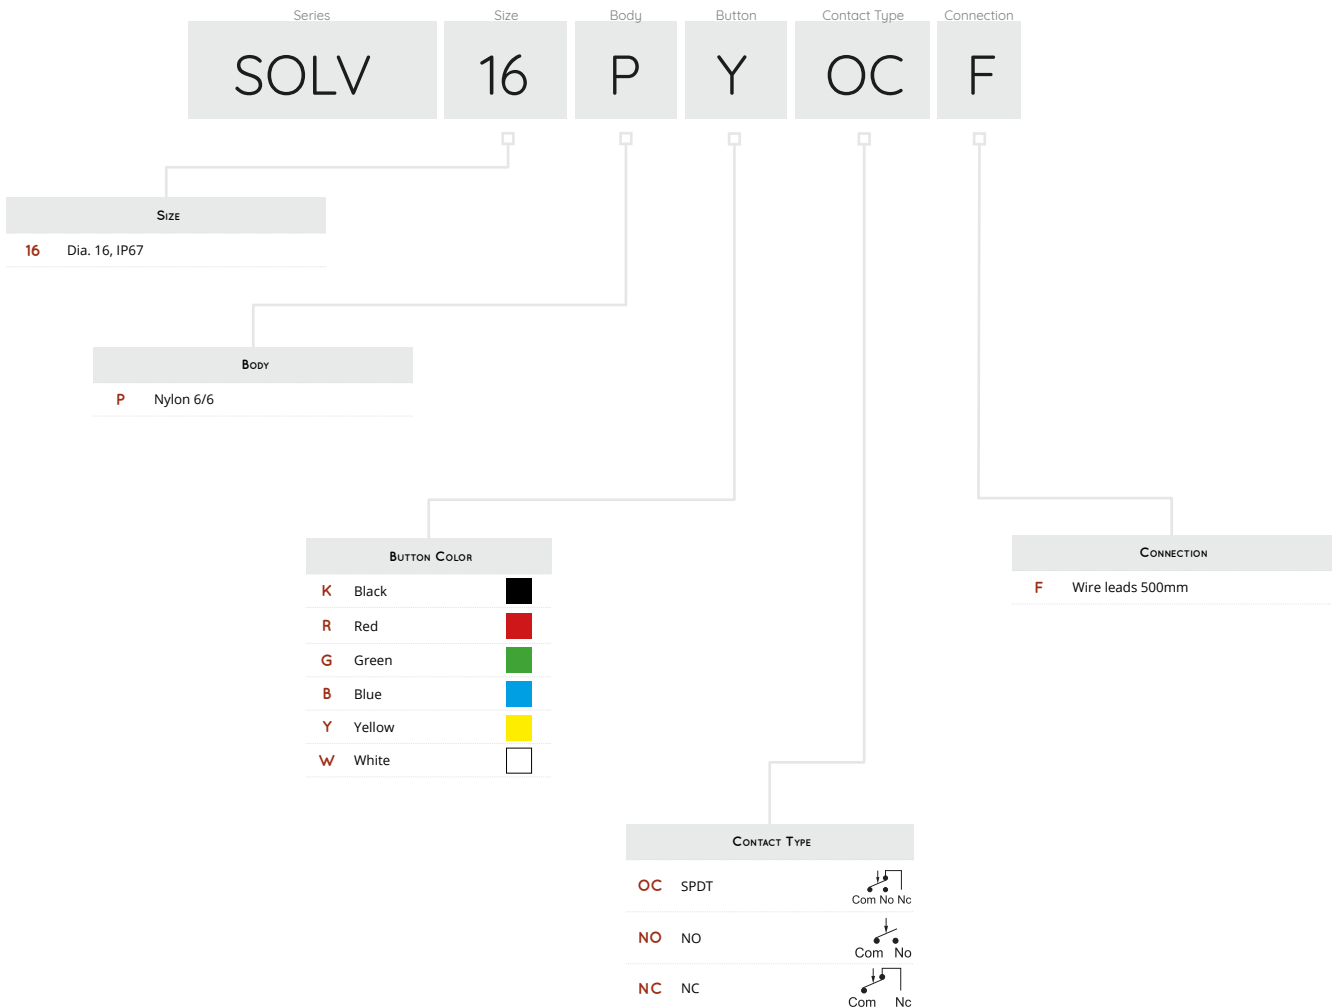 Series Size Body Button Contact Type Connection
SOLV 16 P Y OC F
Size
16 Dia. 16, IP67
Body
P Nylon 6/6
Button Color
K Black
R Red
G Green
B Blue
Y Yellow
W White
Connection
F Wire leads 500mm
Contact Type
OC SPDT
Com No Nc
NO NO
Com No
NC NC
Com Nc